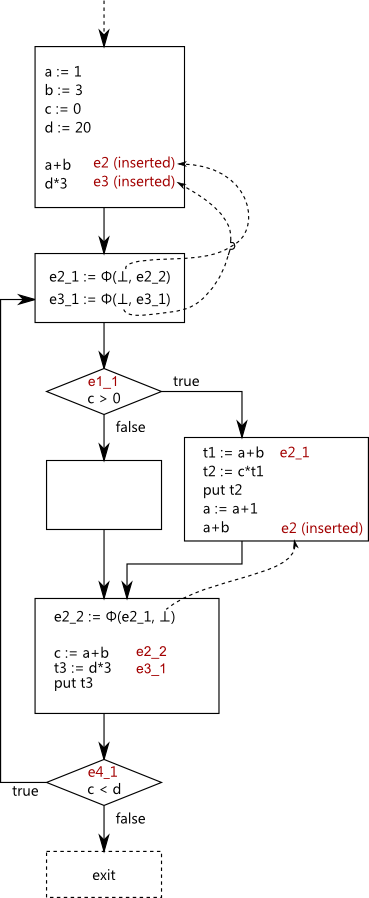 a := 1
b := 3
c := 0
d := 20
a+b e2 (inserted)
d*3 e3 (inserted)
e2_1 := Φ(⊥, e2_2)
e3_1 := Φ(⊥, e3_1)
e1_1
c > 0
true
false
t1 := a+b e2_1
t2 := c*t1
put t2
a := a+1
a+b e2 (inserted)
e2_2 := Φ(e2_1, ⊥)
c := a+b e2_2
t3 := d*3 e3_1
put t3
e4_1
c < d
true
false
exit